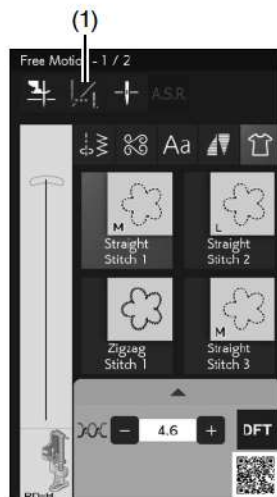 (1)
Free Motion - 1 / 2
A.S.R.
Aa
M
Straight
Stitch 1
L
Straight
Stitch 2
Zigzag
Stitch 1
M
Straight
Stitch 3
4.6
DFT